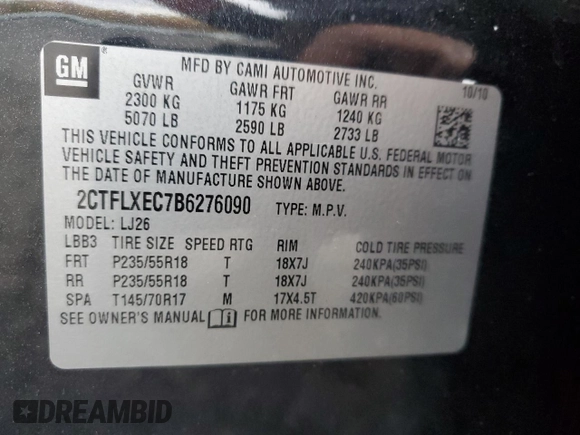 GM
MFD BY CAMI AUTOMOTIVE INC.
GVWR GAWR FRT GAWR RR 10/10
2300 KG 1175 KG 1240 KG
5070 LB 2590 LB 2733 LB
THIS VEHICLE CONFORMS TO ALL APPLICABLE U.S. FEDERAL MOTOR
VEHICLE SAFETY AND THEFT PREVENTION STANDARDS IN EFFECT ON
THE DATE OF MANUFACTURE SHOWN ABOVE.
2CTFLXEC7B6276090 TYPE: M.P.V.
MODEL: LJ26
LBB3 TIRE SIZE SPEED RTG RIM COLD TIRE PRESSURE
FRT P235/55R18 T 18X7J 240KPA(35PSI)
RR P235/55R18 T 18X7J 240KPA(35PSI)
SPA T145/70R17 M 17X4.5T 420KPA(60PSI)
SEE OWNER'S MANUAL i FOR MORE INFORMATION.
DREAMBID